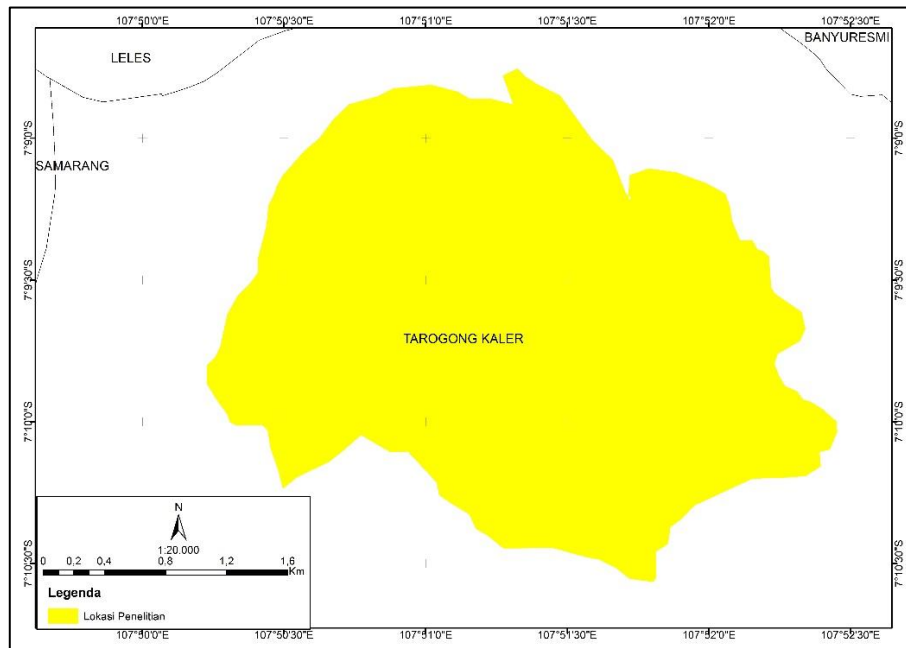 107°50'0"E 107°50'30"E 107°51'0"E 107°51'30"E 107°52'0"E 107°52'30"E
LELES
BANYURESMI
SAMARANG
7°9'0"S 7°9'0"S
7°9'30"S 7°9'30"S
TAROGONG KALER
7°10'0"S 7°10'0"S
7°10'30"S 7°10'30"S
N
1:20.000
0 0,2 0,4 0,8 1,2 1,6
Km
Legenda
Lokasi Penelitian
107°50'0"E 107°50'30"E 107°51'0"E 107°51'30"E 107°52'0"E 107°52'30"E